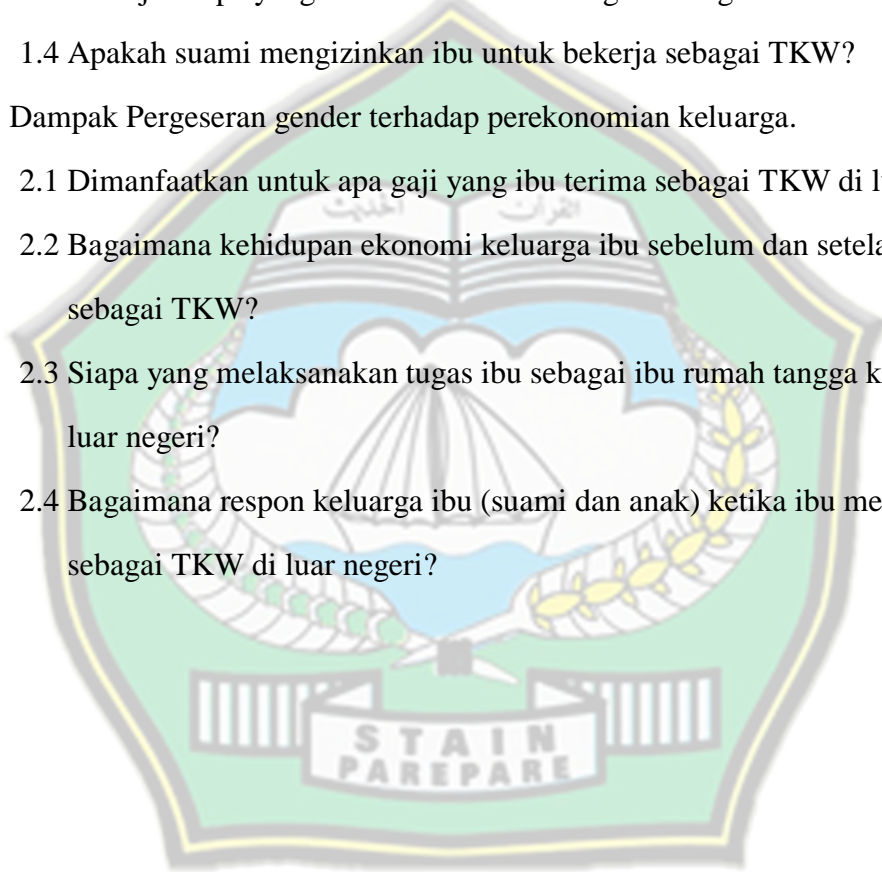 1.4 Apakah suami mengizinkan ibu untuk bekerja sebagai TKW?
Dampak Pergeseran gender terhadap perekonomian keluarga.
2.1 Dimanfaatkan untuk apa gaji yang ibu terima sebagai TKW di
2.2 Bagaimana kehidupan ekonomi keluarga ibu sebelum dan
sebagai TKW?
2.3 Siapa yang melaksanakan tugas ibu sebagai ibu rumah tangga
luar negeri?
2.4 Bagaimana respon keluarga ibu (suami dan anak) ketika ibu
sebagai TKW di luar negeri?
الحديث القرآن
STAIN
PAREPARE